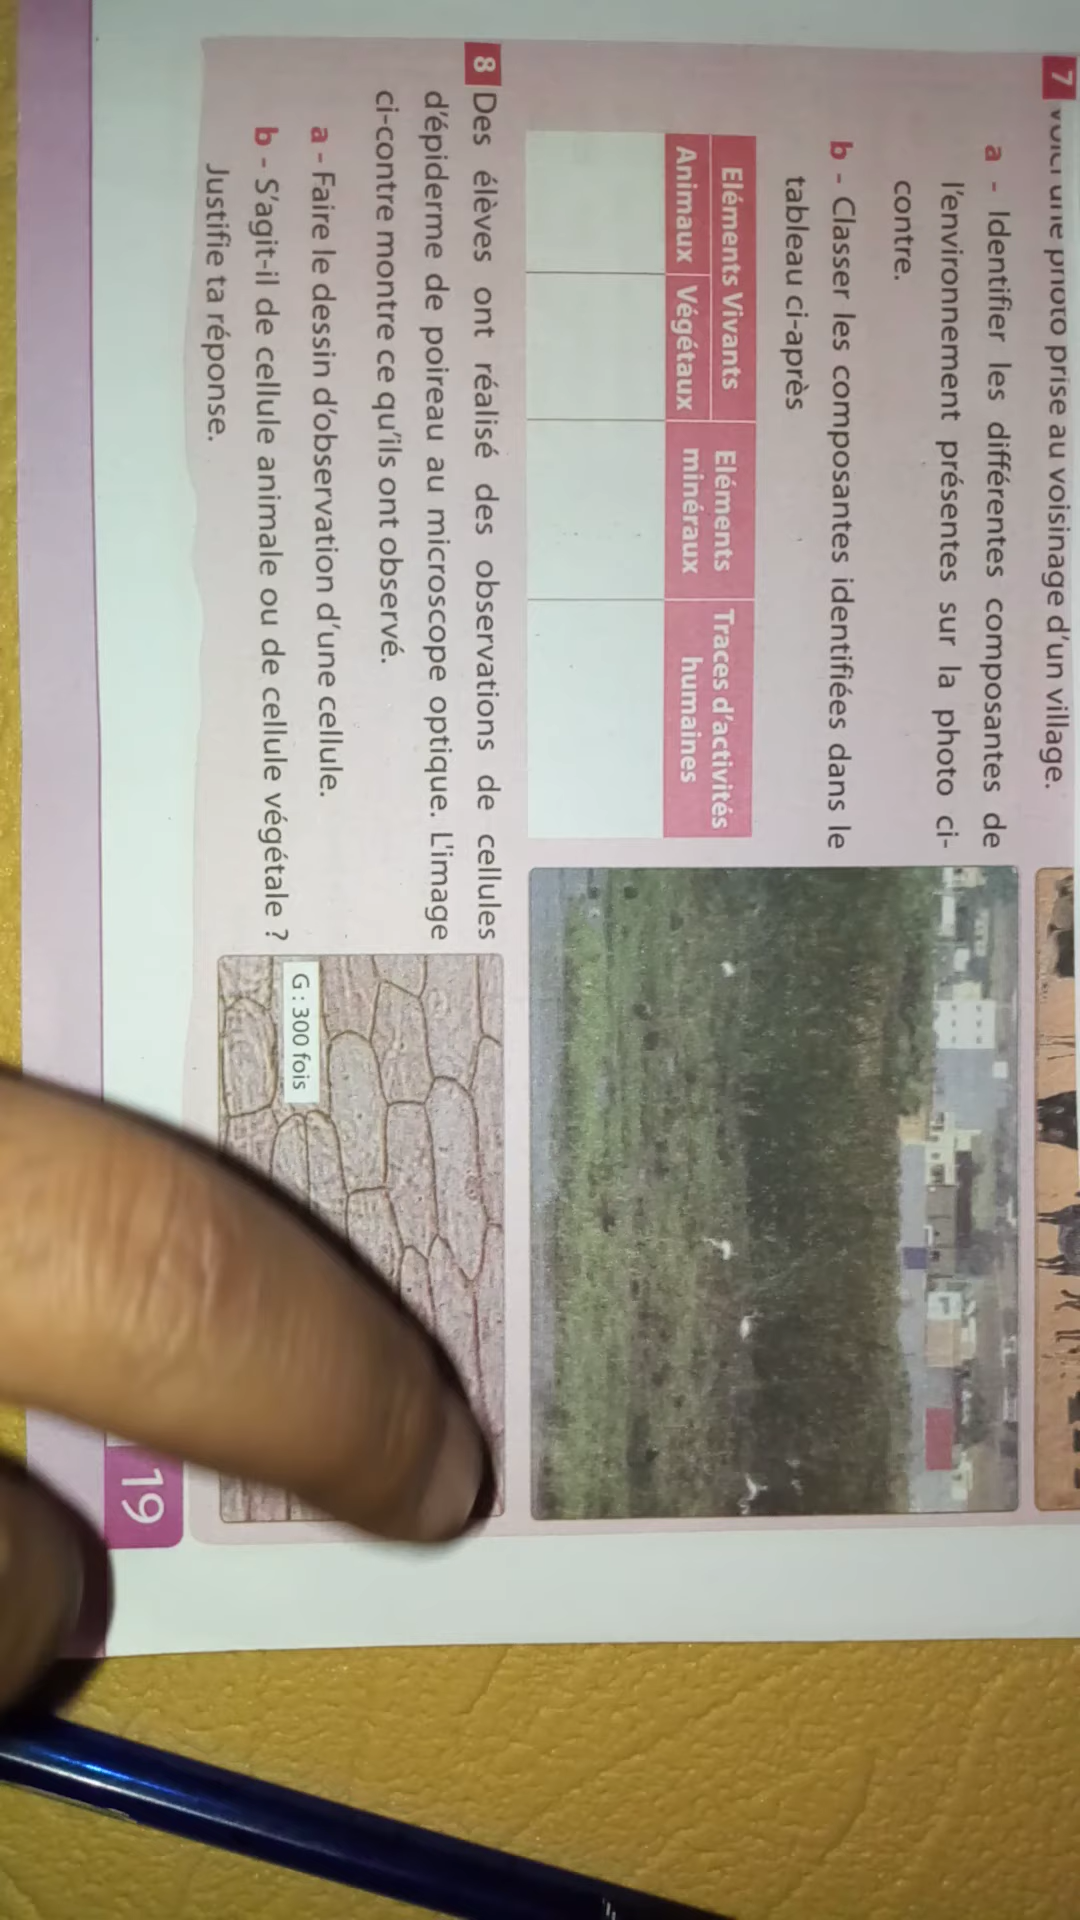 7 Voici une photo prise au voisinage d'un village.
a - Identifier les différentes composantes de
l'environnement présentes sur la photo ci-
contre.
b - Classer les composantes identifiées dans le
tableau ci-après
Eléments Vivants
Eléments minéraux
Traces d'activités humaines
Animaux
Végétaux
8 Des élèves ont réalisé des observations de cellules
d'épiderme de poireau au microscope optique. L'image
ci-contre montre ce qu'ils ont observé.
a - Faire le dessin d'observation d'une cellule.
b - S'agit-il de cellule animale ou de cellule végétale ?
Justifie ta réponse.
G : 300 fois
19